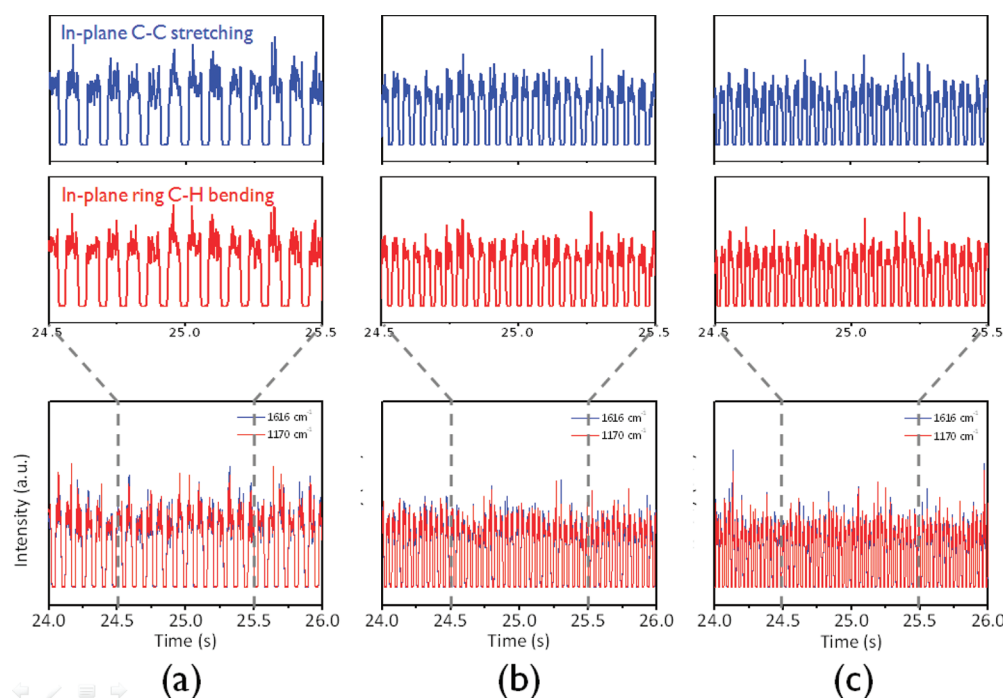 In-plane C-C stretching
In-plane ring C-H bending
24.5 25.0 25.5
24.5 25.0 25.5
24.5 25.0 25.5
1616 cm⁻¹
1170 cm⁻¹
1616 cm⁻¹
1170 cm⁻¹
1616 cm⁻¹
1170 cm⁻¹
Intensity (a.u.)
24.0 24.5 25.0 25.5 26.0
24.0 24.5 25.0 25.5 26.0
24.0 24.5 25.0 25.5 26.0
Time (s)
Time (s)
Time (s)
(a)
(b)
(c)